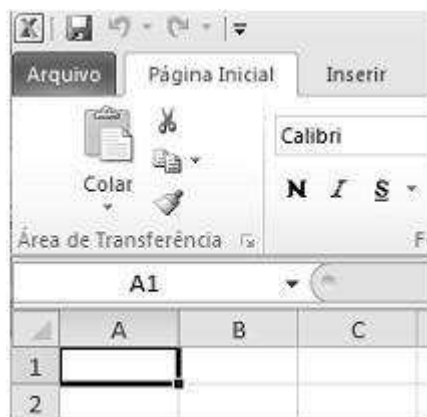 Arquivo Página Inicial Inserir
Calibri
Colar
N I S
Área de Transferência F
A1
A B C
1
2